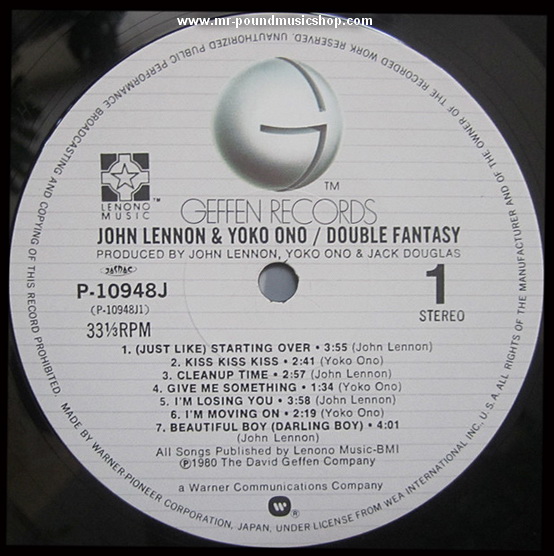 www.mr-poundmusicshop.com
UNAUTHORIZED PUBLIC PERFORMANCE BROADCASTING AND COPYING OF THIS RECORD PROHIBITED.
ALL RIGHTS OF THE MANUFACTURER AND OF THE OWNER OF THE RECORDED WORK RESERVED.
G
TM
LENONO
MUSIC
TM
GEFFEN RECORDS
JOHN LENNON & YOKO ONO / DOUBLE FANTASY
PRODUCED BY JOHN LENNON, YOKO ONO & JACK DOUGLAS
JASRAC
P-10948J
(P-10948J1)
33⅓RPM
1
STEREO
1. (JUST LIKE) STARTING OVER • 3:55 (John Lennon)
2. KISS KISS KISS • 2:41 (Yoko Ono)
3. CLEANUP TIME • 2:57 (John Lennon)
4. GIVE ME SOMETHING • 1:34 (Yoko Ono)
5. I'M LOSING YOU • 3:58 (John Lennon)
6. I'M MOVING ON • 2:19 (Yoko Ono)
7. BEAUTIFUL BOY (DARLING BOY) • 4:01
(John Lennon)
All Songs Published by Lenono Music-BMI
℗1980 The David Geffen Company
a Warner Communications Company
W ®
MADE BY WARNER-PIONEER CORPORATION, JAPAN, UNDER LICENSE FROM WEA INTERNATIONAL INC., U.S.A.